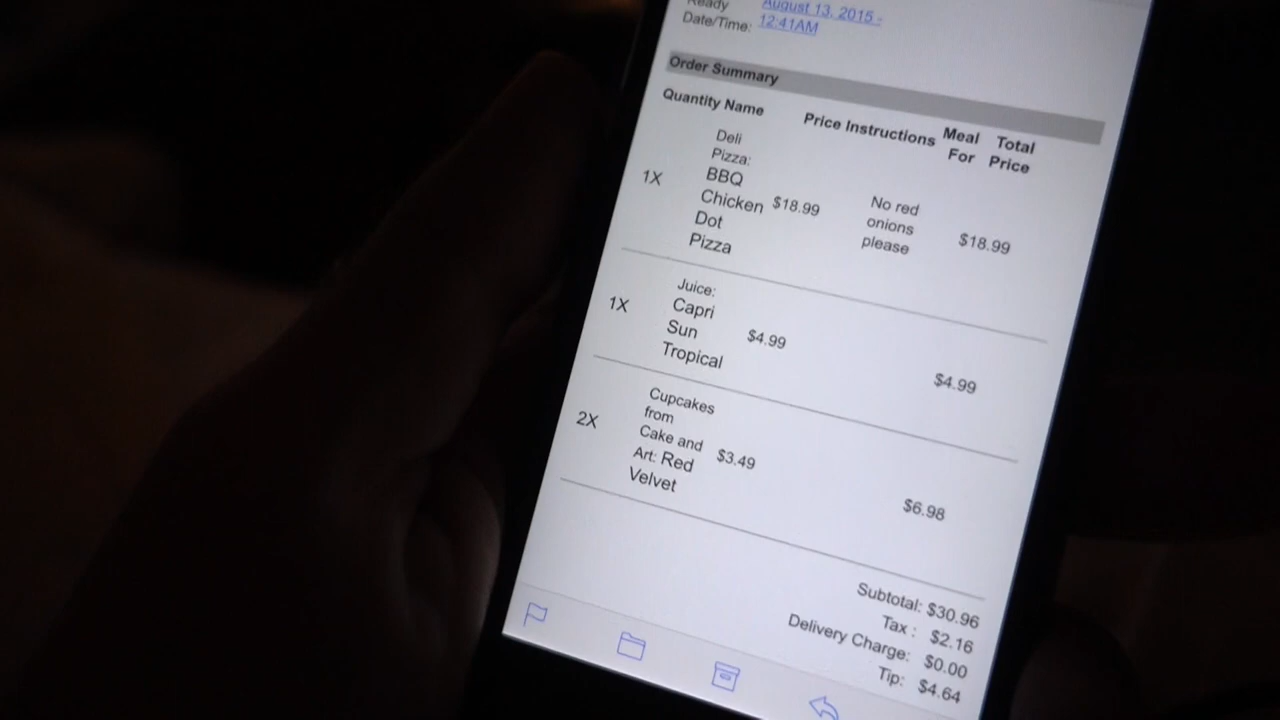 Ready August 13, 2015 -
Date/Time: 12:41AM
Order Summary
Quantity Name Price Instructions Meal For Total Price
1X
Deli
Pizza:
BBQ
Chicken
Dot
Pizza
$18.99
No red
onions
please
$18.99
1X
Juice:
Capri
Sun
Tropical
$4.99
$4.99
2X
Cupcakes
from
Cake and
Art: Red
Velvet
$3.49
$6.98
Subtotal: $30.96
Tax : $2.16
Delivery Charge: $0.00
Tip: $4.64